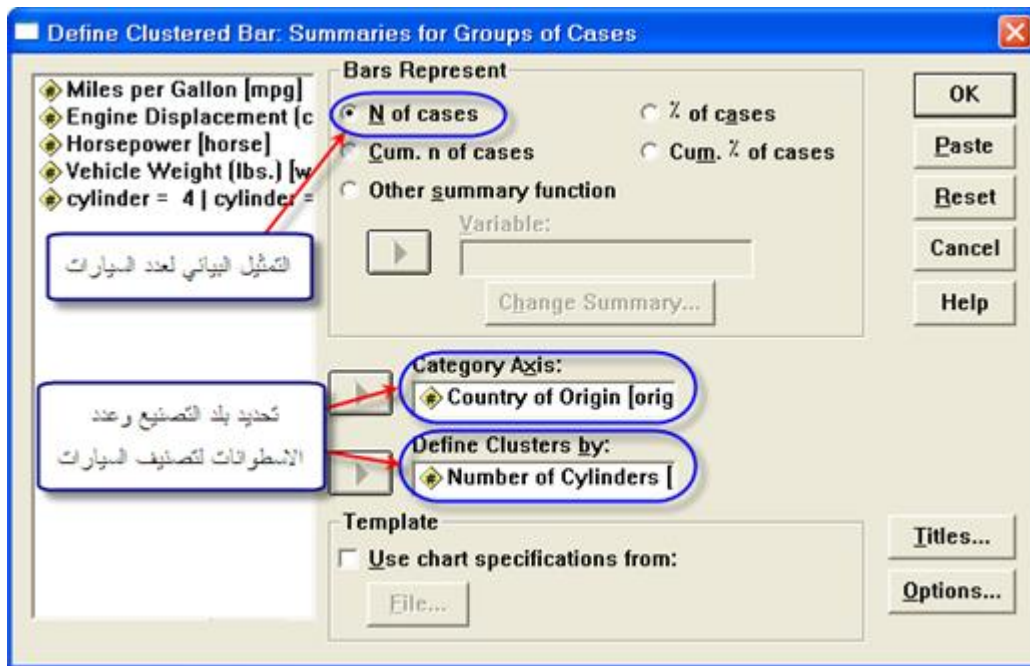 Define Clustered Bar: Summaries for Groups of Cases
Miles per Gallon [mpg]
Engine Displacement (c
Horsepower [horse]
Vehicle Weight (lbs.) [w
cylinder = 4 | cylinder =
التمثيل البياني لعدد السيارات
تحديد بلد التصنيع وعدد
الاسطوانات لتصنيف السيارات
Bars Represent
N of cases
% of cases
Cum. n of cases
Cum. % of cases
Other summary function
Variable:
Change Summary...
Category Axis:
Country of Origin [orig
Define Clusters by:
Number of Cylinders [
Template
Use chart specifications from:
File...
OK
Paste
Reset
Cancel
Help
Titles...
Options...